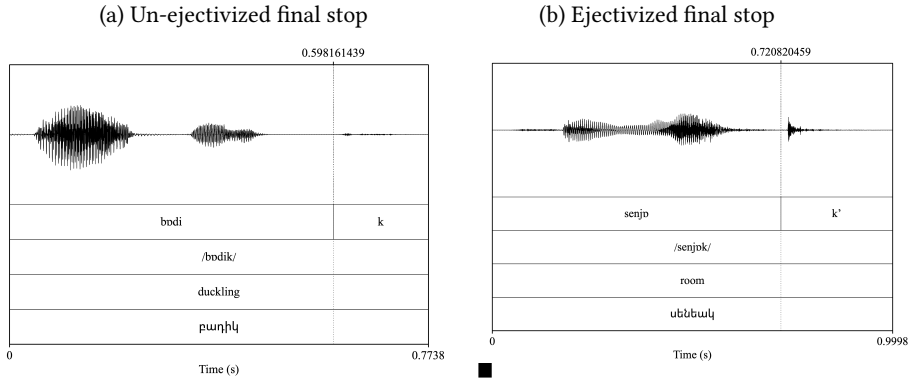 (a) Un-ejectivized final stop
0.598161439
bɒdi
k
/bɒdik/
duckling
բադիկ
0
0.7738
Time (s)
(b) Ejectivized final stop
0.720820459
senjɒ
k’
/senjɒk/
room
սենեակ
0
0.9998
Time (s)